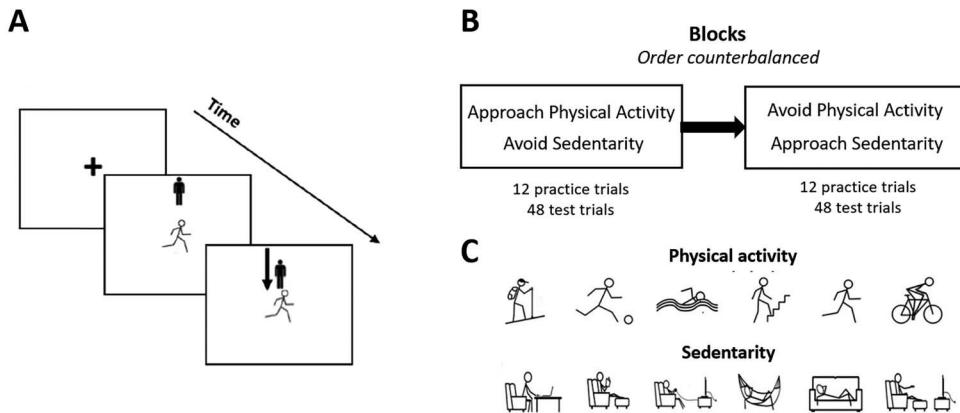 A
Time
B
Blocks
Order counterbalanced
Approach Physical Activity
Avoid Sedentarity
12 practice trials
48 test trials
Avoid Physical Activity
Approach Sedentarity
12 practice trials
48 test trials
C
Physical activity
Sedentarity